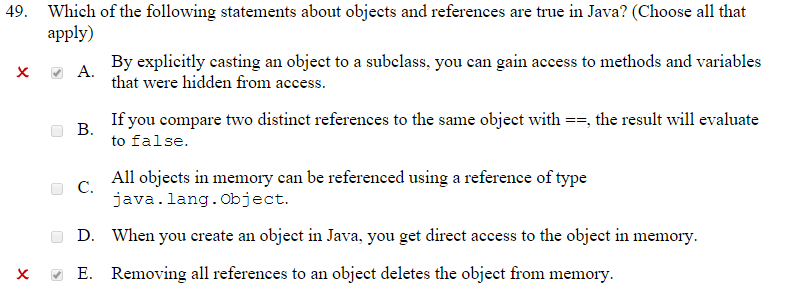 49. Which of the following statements about objects and references are true in Java? (Choose all that
apply)
A. By explicitly casting an object to a subclass, you can gain access to methods and variables
that were hidden from access.
B. If you compare two distinct references to the same object with ==, the result will evaluate
to false.
C. All objects in memory can be referenced using a reference of type
java.lang.Object.
D. When you create an object in Java, you get direct access to the object in memory.
E. Removing all references to an object deletes the object from memory.